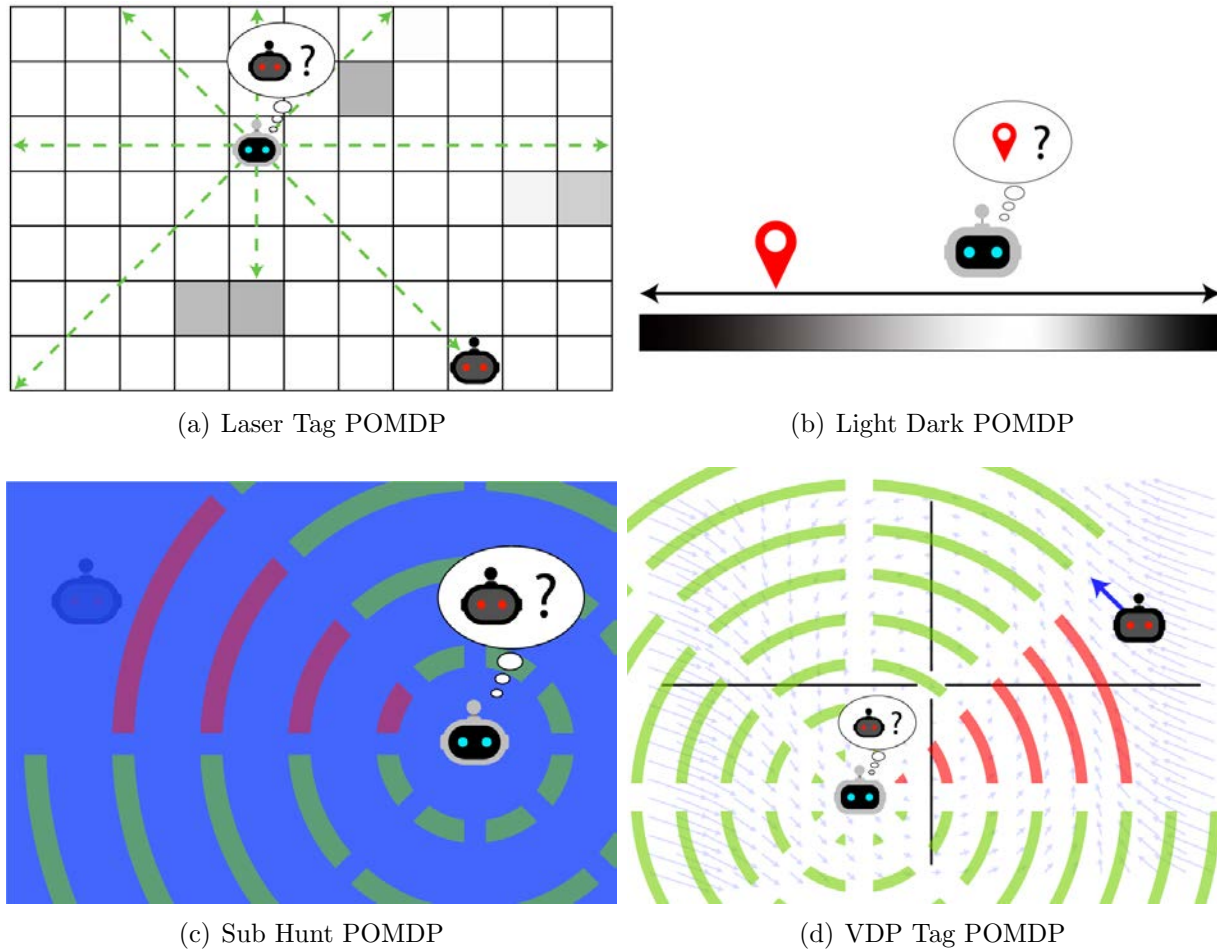 ?
(a) Laser Tag POMDP
?
(b) Light Dark POMDP
?
(c) Sub Hunt POMDP
?
(d) VDP Tag POMDP